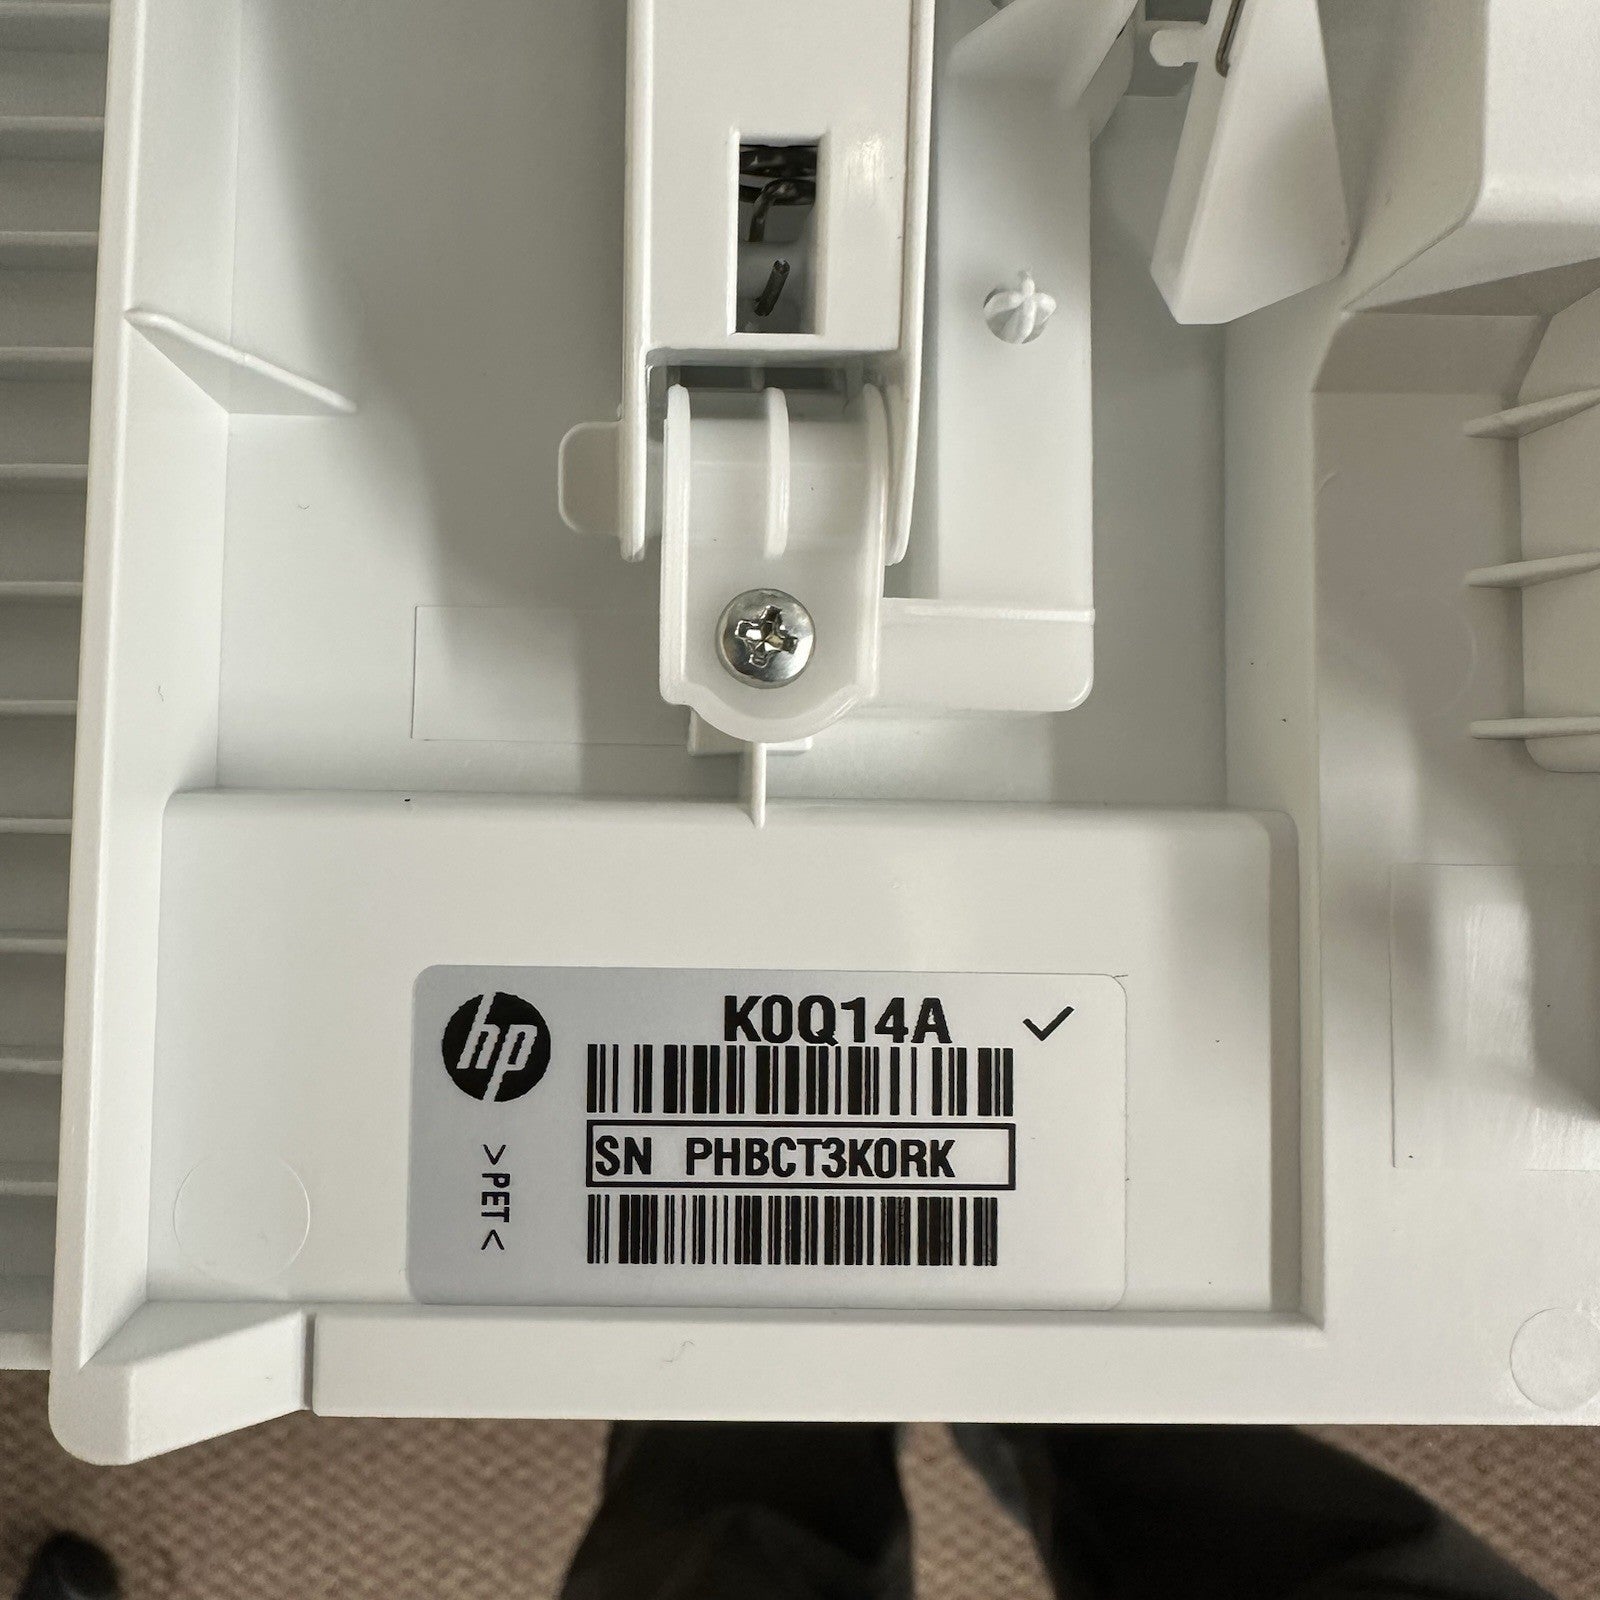 hp
K0Q14A ✓
SN PHBCT3K0RK
>PET<